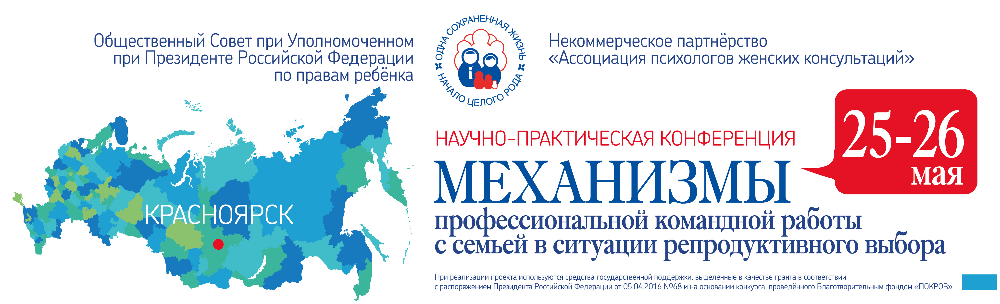 Общественный Совет при Уполномоченном
при Президенте Российской Федерации
по правам ребёнка
ОДНА СОХРАНЕННАЯ ЖИЗНЬ
НАЧАЛО ЦЕЛОГО РОДА
Некоммерческое партнёрство
«Ассоциация психологов женских консультаций»
КРАСНОЯРСК
НАУЧНО-ПРАКТИЧЕСКАЯ КОНФЕРЕНЦИЯ
25-26
мая
МЕХАНИЗМЫ
профессиональной командной работы
с семьей в ситуации репродуктивного выбора
При реализации проекта используются средства государственной поддержки, выделенные в качестве гранта в соответствии
с распоряжением Президента Российской Федерации от 05.04.2016 №68 и на основании конкурса, проведённого Благотворительным фондом «ПОКРОВ»